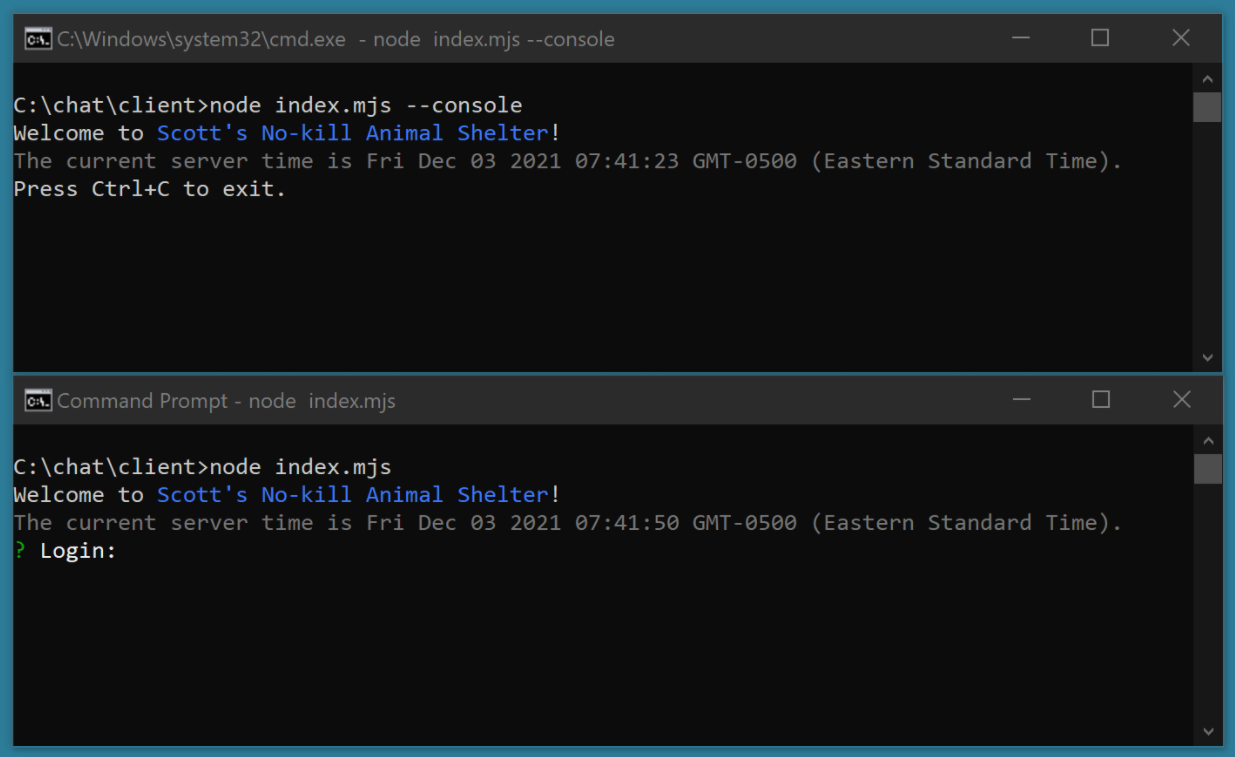 C:\Windows\system32\cmd.exe - node index.mjs --console
C:\chat\client>node index.mjs --console
Welcome to Scott's No-kill Animal Shelter!
The current server time is Fri Dec 03 2021 07:41:23 GMT-0500 (Eastern Standard Time).
Press Ctrl+C to exit.
Command Prompt - node index.mjs
C:\chat\client>node index.mjs
Welcome to Scott's No-kill Animal Shelter!
The current server time is Fri Dec 03 2021 07:41:50 GMT-0500 (Eastern Standard Time).
? Login: